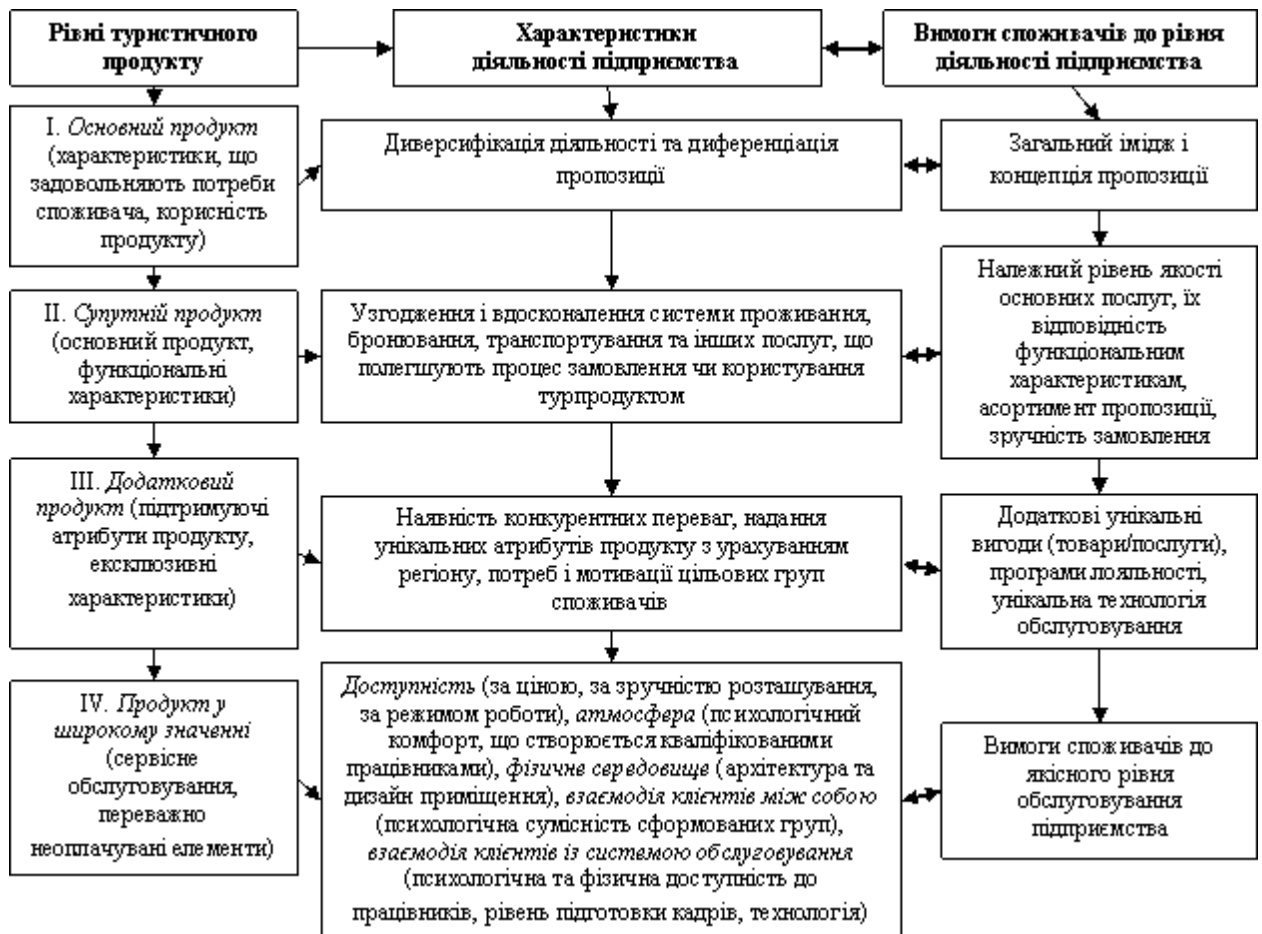 Рівні туристичного
продукту
Характеристики
діяльності підприємства
Вимоги споживачів до рівня
діяльності підприємства
І. Основний продукт
(характеристики, що
задовольняють потреби
споживача, корисність
продукту)
Диверсифікація діяльності та диференціація
пропозиції
Загальний імідж і
концепція пропозиції
ІІ. Супутній продукт
(основний продукт,
функціональні
характеристики)
Узгодження і вдосконалення системи проживання,
бронювання, транспортування та інших послуг, що
полегшують процес замовлення чи користування
турпродуктом
Належний рівень якості
основних послуг, їх
відповідність
функціональним
характеристикам,
асортимент пропозиції,
зручність замовлення
ІІІ. Додатковий
продукт (підтримуючі
атрибути продукту,
ексклюзивні
характеристики)
Наявність конкурентних переваг, надання
унікальних атрибутів продукту з урахуванням
регіону, потреб і мотивації цільових груп
споживачів
Додаткові унікальні
вигоди (товари/послуги),
програми лояльності,
унікальна технологія
обслуговування
IV. Продукт у
широкому значенні
(сервісне
обслуговування,
переважно
неоплачувані елементи)
Доступність (за ціною, за зручністю розташування,
за режимом роботи), атмосфера (психологічний
комфорт, що створюється кваліфікованими
працівниками), фізичне середовище (архітектура та
дизайн приміщення), взаємодія клієнтів між собою
(психологічна сумісність сформованих груп),
взаємодія клієнтів із системою обслуговування
(психологічна та фізична доступність до
працівників, рівень підготовки кадрів, технологія)
Вимоги споживачів до
якісного рівня
обслуговування
підприємства